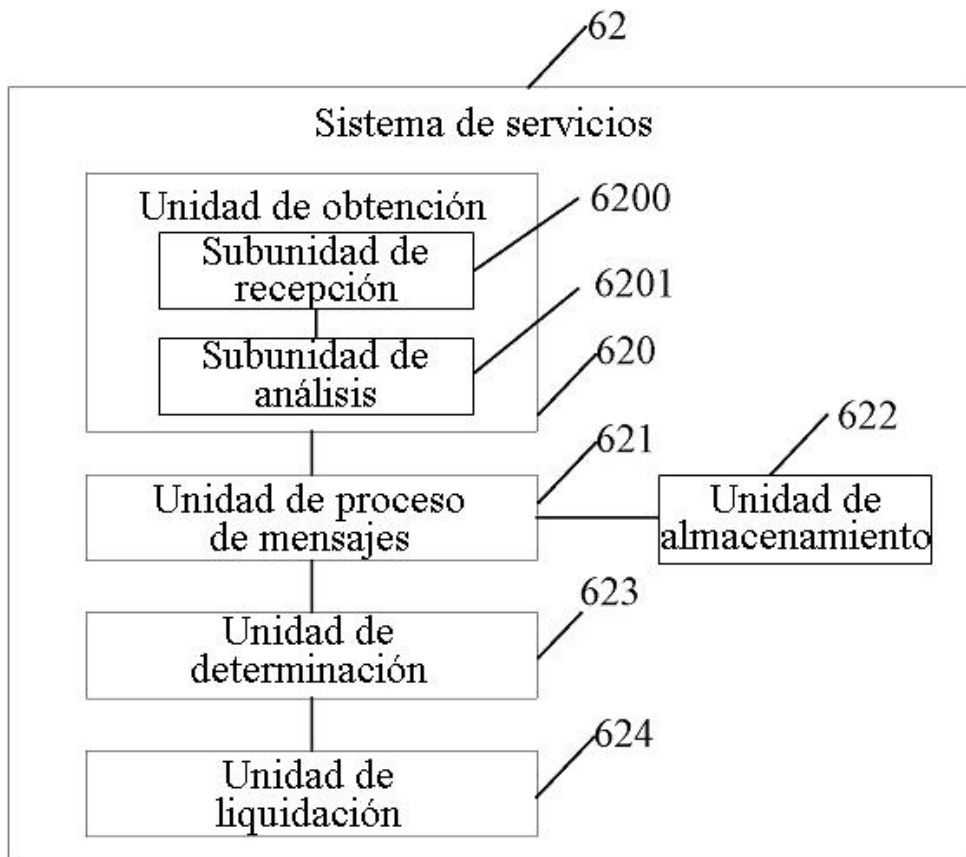 62
Sistema de servicios
Unidad de obtención
6200
Subunidad de
recepción
6201
Subunidad de
análisis
620
621
Unidad de proceso
de mensajes
622
Unidad de
almacenamiento
623
Unidad de
determinación
624
Unidad de
liquidación